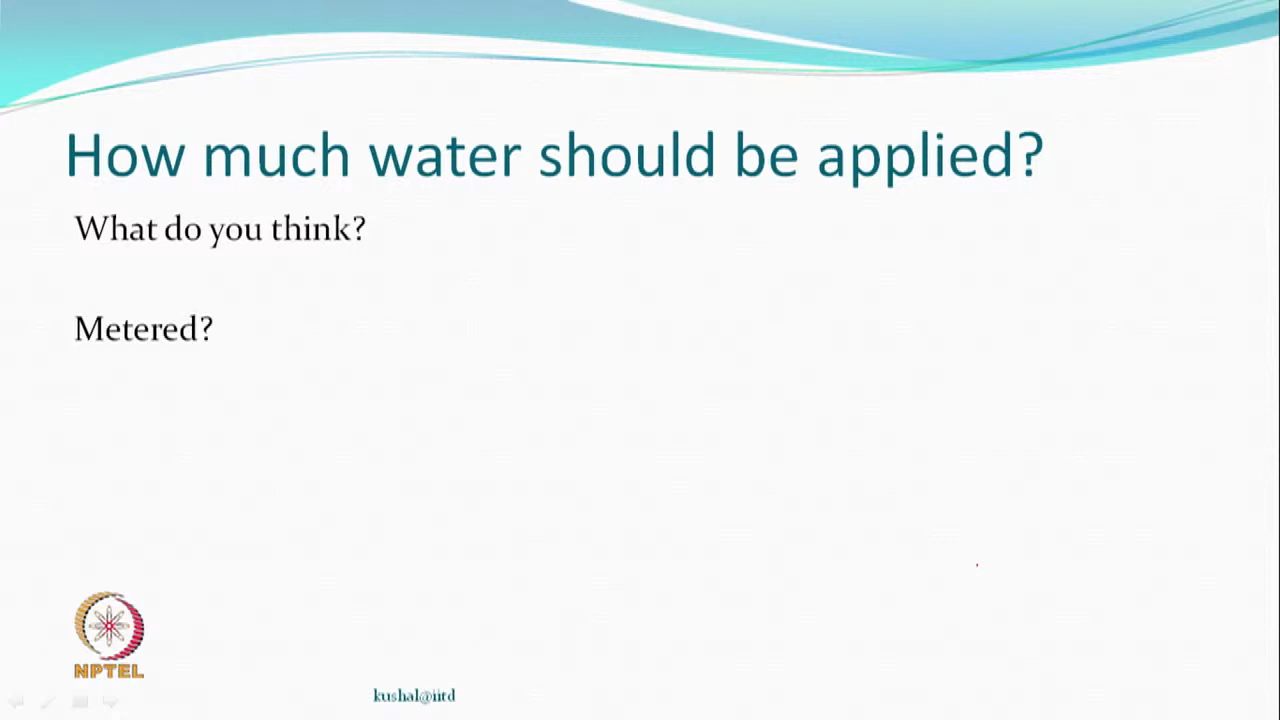 How much water should be applied?
What do you think?
Metered?
NPTEL
kushal@iitd